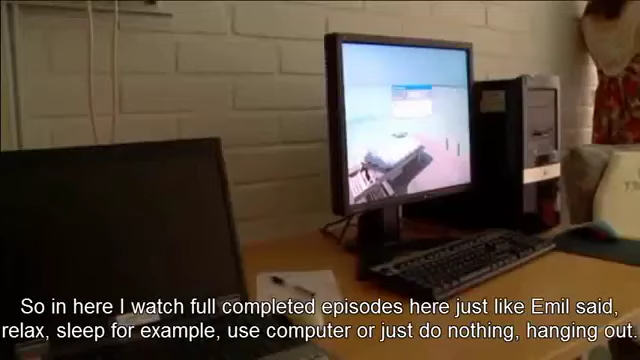 So in here I watch full completed episodes here just like Emil said,
relax, sleep for example, use computer or just do nothing, hanging out.